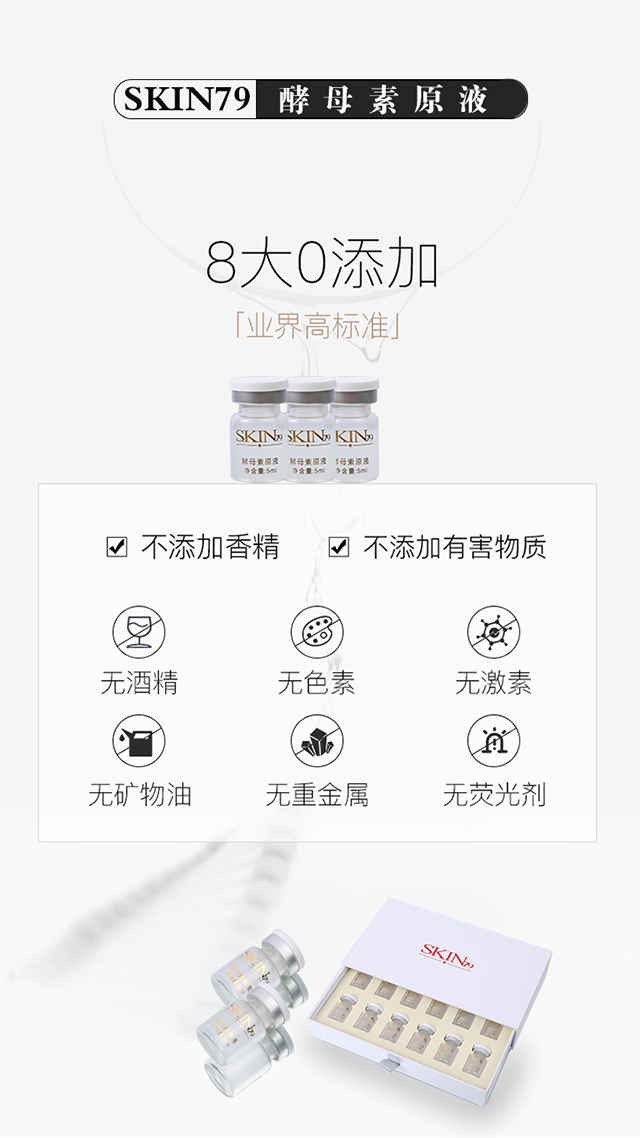 SKIN79 酵母素原液
8大0添加
「业界高标准」
SKIN79 SKIN79 SKIN79
酵母素原液 酵母素原液 酵母素原液
净含量:5ml 净含量:5ml 净含量:5ml
不添加香精 不添加有害物质
无酒精 无色素 无激素
无矿物油 无重金属 无荧光剂
SKIN79